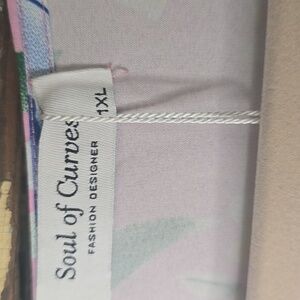 Soul of Curves
FASHION DESIGNER
1XL